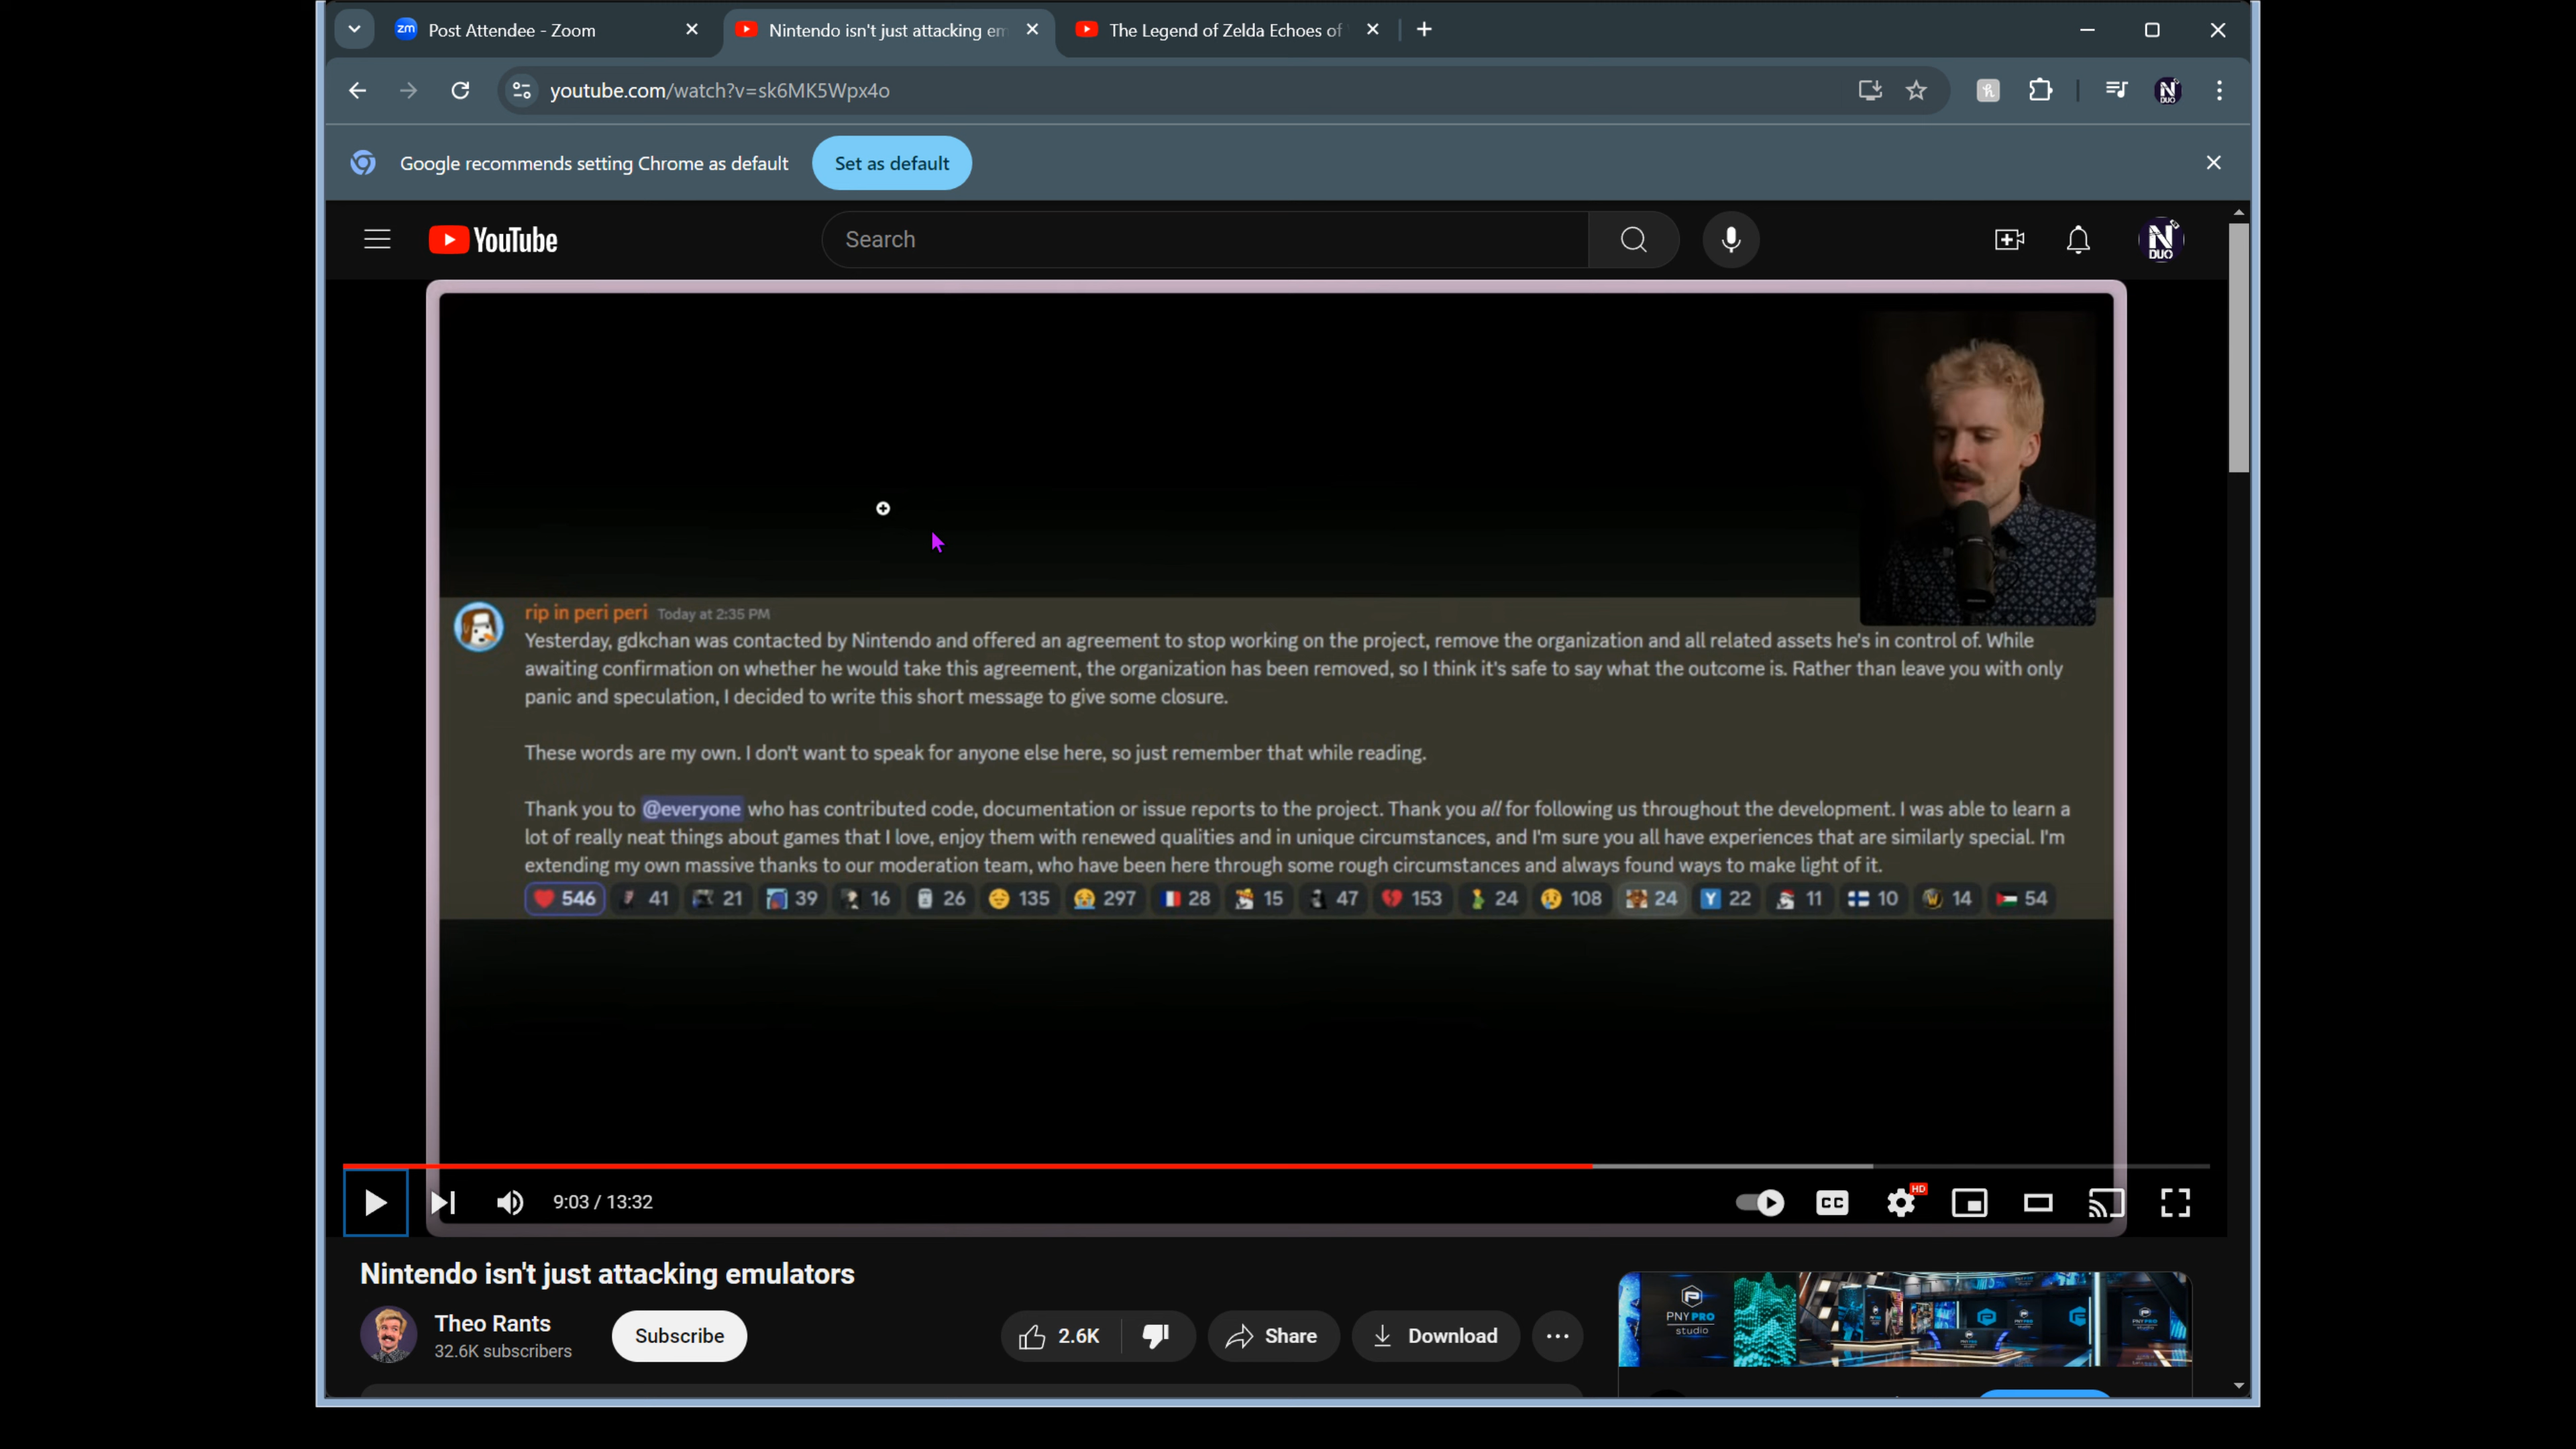 Post Attendee - Zoom
Nintendo isn't just attacking em
The Legend of Zelda Echoes of
youtube.com/watch?v=sk6MK5Wpx4o
N DUO
Google recommends setting Chrome as default
Set as default
YouTube
Search
N DUO
rip in peri peri Today at 2:35 PM
Yesterday, gdkchan was contacted by Nintendo and offered an agreement to stop working on the project, remove the organization and all related assets he's in control of. While
awaiting confirmation on whether he would take this agreement, the organization has been removed, so I think it's safe to say what the outcome is. Rather than leave you with only
panic and speculation, I decided to write this short message to give some closure.
These words are my own. I don't want to speak for anyone else here, so just remember that while reading.
Thank you to @everyone who has contributed code, documentation or issue reports to the project. Thank you all for following us throughout the development. I was able to learn a
lot of really neat things about games that I love, enjoy them with renewed qualities and in unique circumstances, and I'm sure you all have experiences that are similarly special. I'm
extending my own massive thanks to our moderation team, who have been here through some rough circumstances and always found ways to make light of it.
546 41 21 39 16 26 135 297 28 15 47 153 24 108 24 Y 22 11 10 14 54
9:03 / 13:32
CC
HD
Nintendo isn't just attacking emulators
Theo Rants
32.6K subscribers
Subscribe
2.6K
Share
Download
PNY PRO
studio